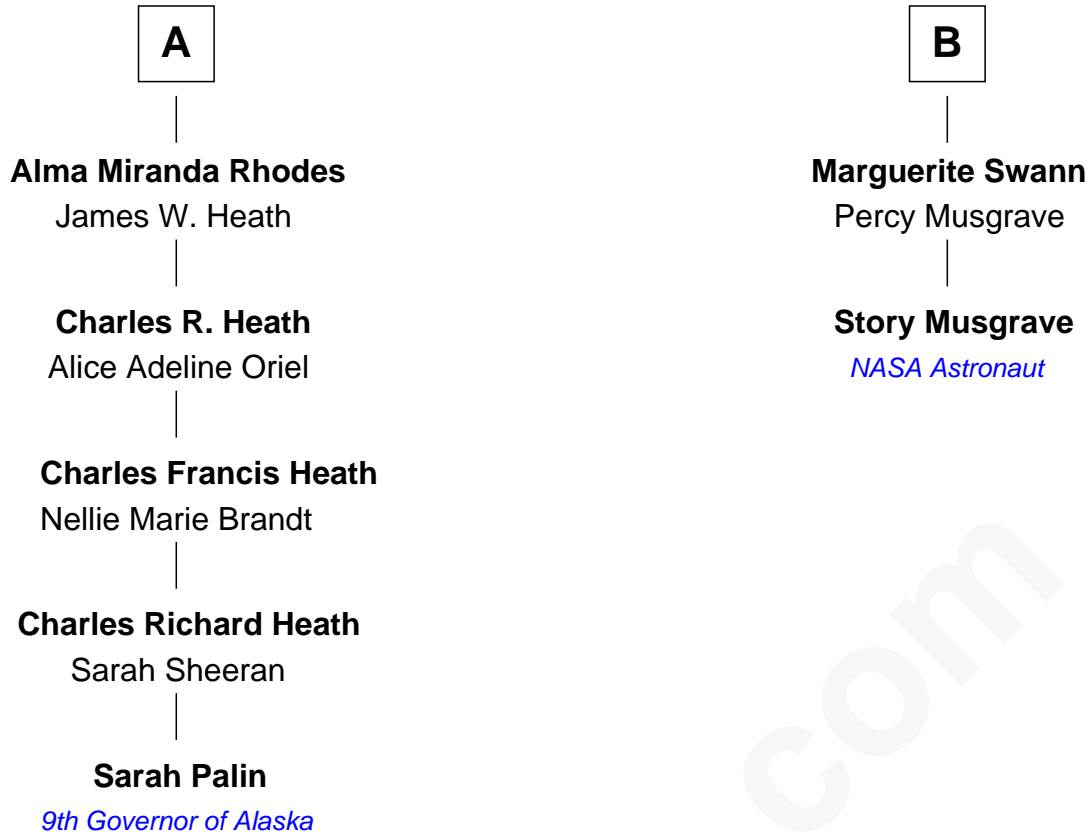 A
Alma Miranda Rhodes
James W. Heath
Charles R. Heath
Alice Adeline Oriel
Charles Francis Heath
Nellie Marie Brandt
Charles Richard Heath
Sarah Sheeran
Sarah Palin
9th Governor of Alaska
B
Marguerite Swann
Percy Musgrave
Story Musgrave
NASA Astronaut
com